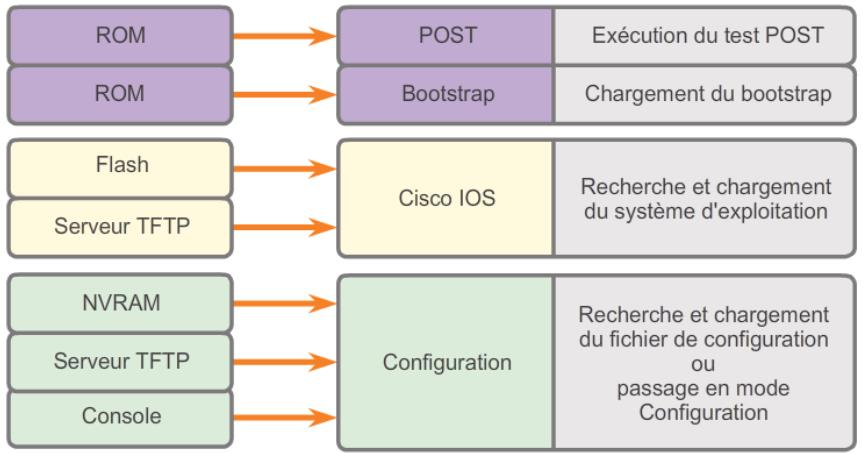 ROM
POST
Exécution du test POST
ROM
Bootstrap
Chargement du bootstrap
Flash
Serveur TFTP
Cisco IOS
Recherche et chargement
du système d'exploitation
NVRAM
Serveur TFTP
Console
Configuration
Recherche et chargement
du fichier de configuration
ou
passage en mode
Configuration